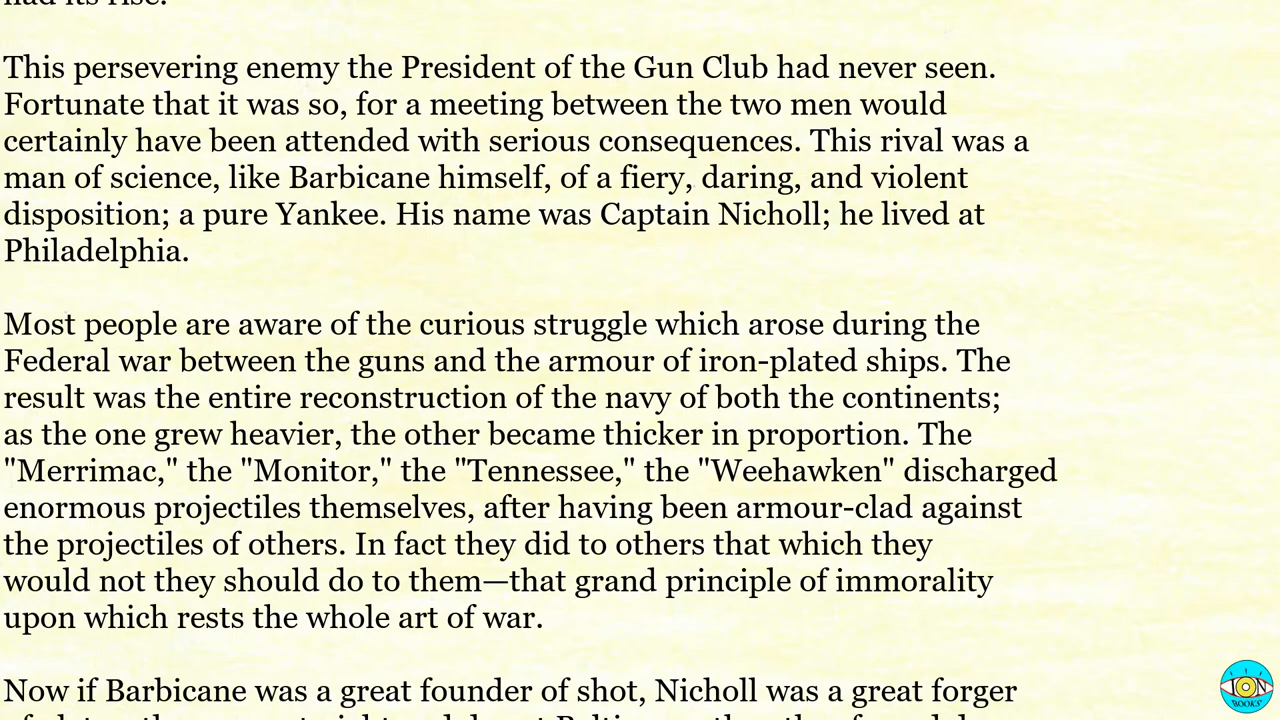 had its rise.
This persevering enemy the President of the Gun Club had never seen.
Fortunate that it was so, for a meeting between the two men would
certainly have been attended with serious consequences. This rival was a
man of science, like Barbicane himself, of a fiery, daring, and violent
disposition; a pure Yankee. His name was Captain Nicholl; he lived at
Philadelphia.
Most people are aware of the curious struggle which arose during the
Federal war between the guns and the armour of iron-plated ships. The
result was the entire reconstruction of the navy of both the continents;
as the one grew heavier, the other became thicker in proportion. The
"Merrimac," the "Monitor," the "Tennessee," the "Weehawken" discharged
enormous projectiles themselves, after having been armour-clad against
the projectiles of others. In fact they did to others that which they
would not they should do to them—that grand principle of immorality
upon which rests the whole art of war.
Now if Barbicane was a great founder of shot, Nicholl was a great forger
ION
BOOKS